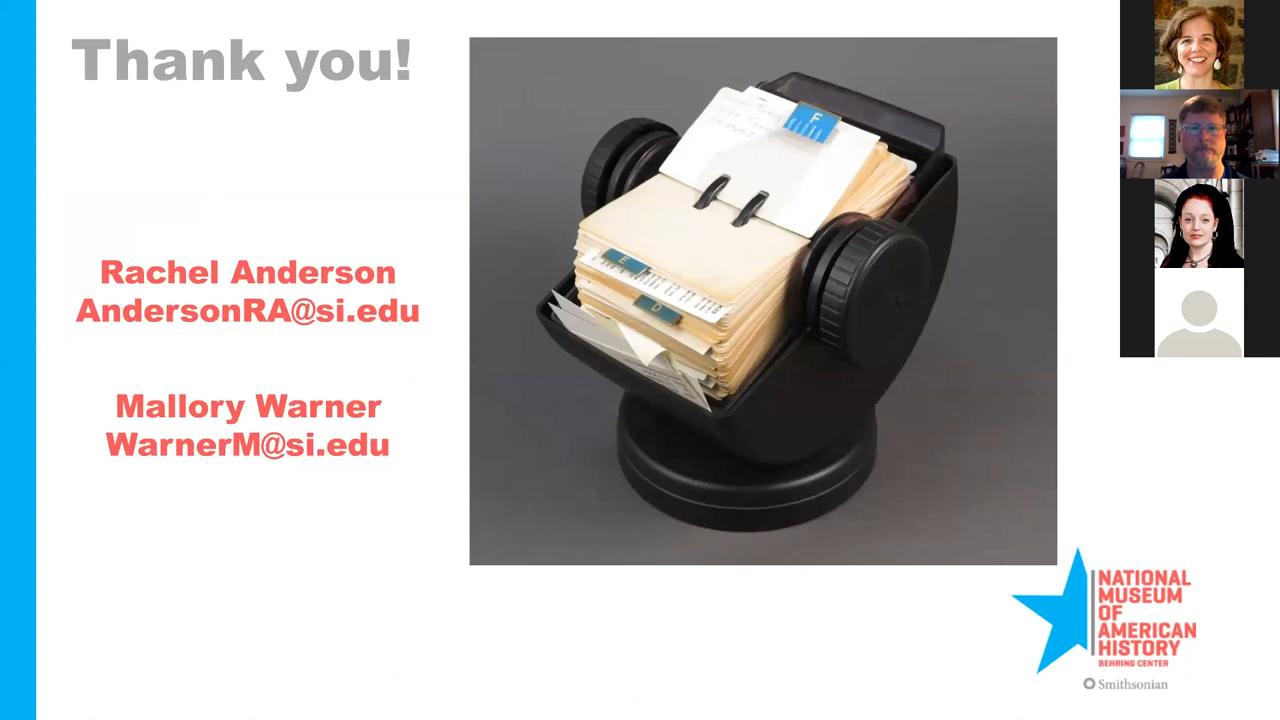 Thank you!
Rachel Anderson
AndersonRA@si.edu
Mallory Warner
WarnerM@si.edu
F
E
D
NATIONAL
MUSEUM
OF
AMERICAN
HISTORY
BEHRING CENTER
Smithsonian